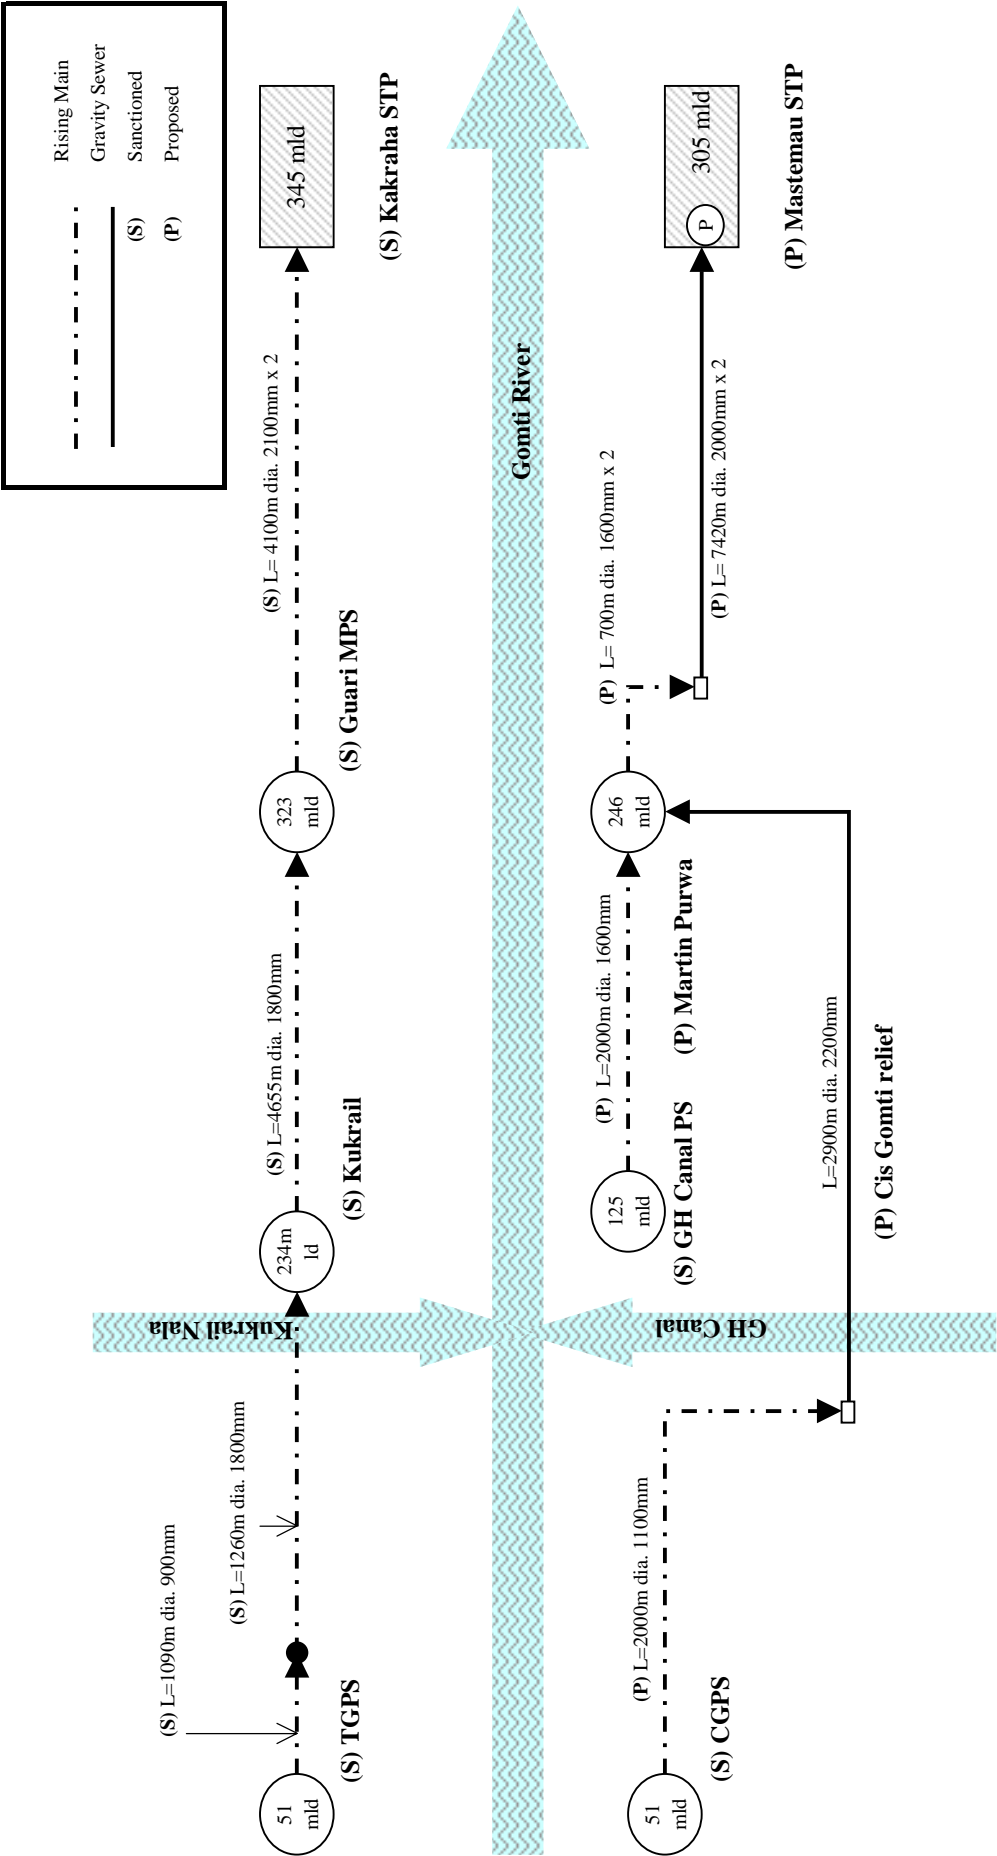 Rising Main
Gravity Sewer
(S) Sanctioned
(P) Proposed
(S) L=1090m dia. 900mm
(S) L=1260m dia. 1800mm
Kukrail Nala
(S) L=4655m dia. 1800mm
(S) L= 4100m dia. 2100mm x 2
51
mld
234m
ld
323
mld
345 mld
(S) TGPS
(S) Kukrail
(S) Guari MPS
(S) Kakraha STP
Gomti River
(P) L=2000m dia. 1600mm
(P) L= 700m dia. 1600mm x 2
125
mld
246
mld
(P) L=2000m dia. 1100mm
GH Canal
51
mld
(S) GH Canal PS
(P) Martin Purwa
(P) L= 7420m dia. 2000mm x 2
P
305 mld
(S) CGPS
(P) Mastemau STP
L=2900m dia. 2200mm
(P) Cis Gomti relief